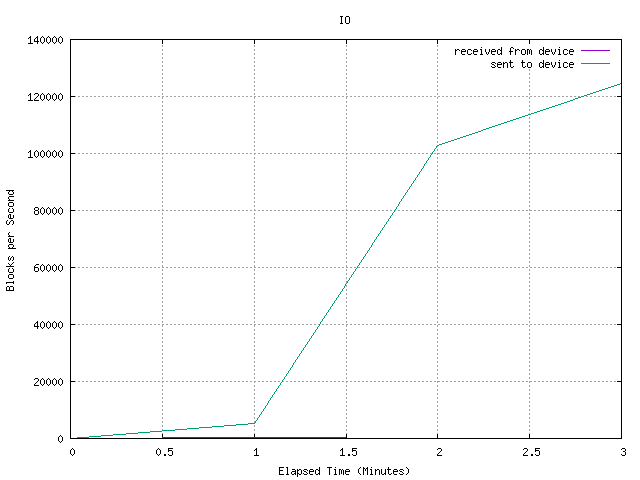 IO
140000
120000
100000
80000
60000
40000
20000
0
Blocks per Second
received from device
sent to device
0 0.5 1 1.5 2 2.5 3
Elapsed Time (Minutes)